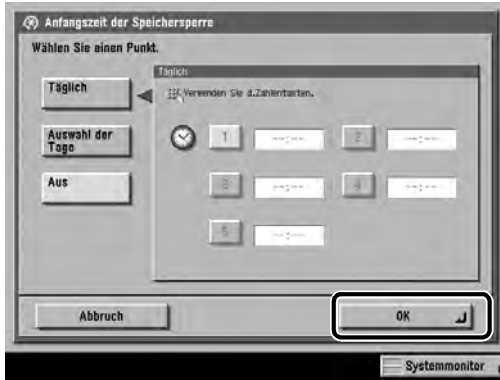 Anfangszeit der Speichersperre
Wählen Sie einen Punkt.
Täglich
Täglich
Verwenden Sie d.Zahlentasten.
Auswahl der
Tage
1 --:-- 2 --:--
Aus
3 --:-- 4 --:--
5 --:--
Abbruch OK
Systemmonitor